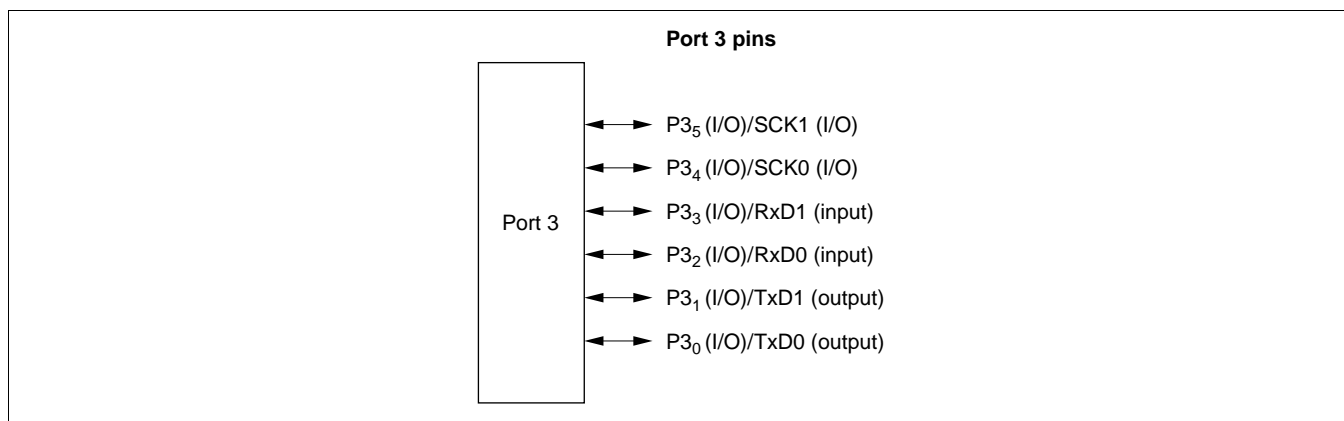 Port 3 pins
P3₅ (I/O)/SCK1 (I/O)
P3₄ (I/O)/SCK0 (I/O)
P3₃ (I/O)/RxD1 (input)
Port 3
P3₂ (I/O)/RxD0 (input)
P3₁ (I/O)/TxD1 (output)
P3₀ (I/O)/TxD0 (output)